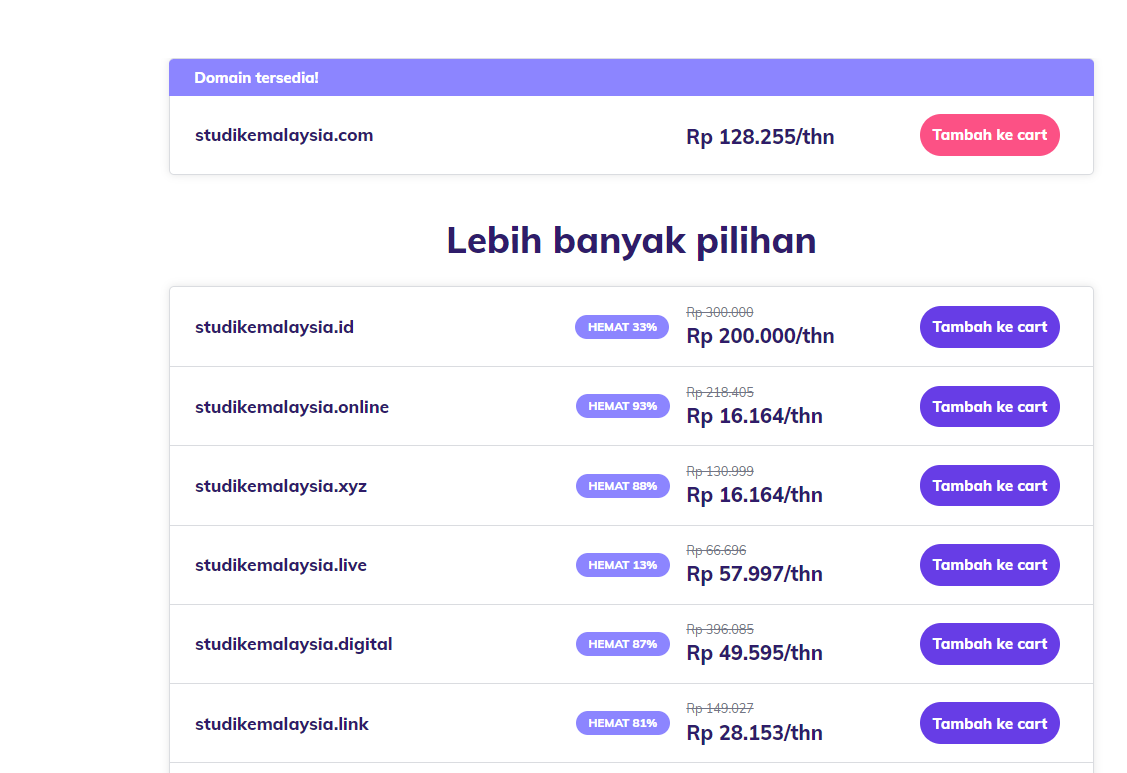 Domain tersedia!
studikemalaysia.com Rp 128.255/thn Tambah ke cart
Lebih banyak pilihan
studikemalaysia.id HEMAT 33% Rp 300.000 Rp 200.000/thn Tambah ke cart
studikemalaysia.online HEMAT 93% Rp 218.405 Rp 16.164/thn Tambah ke cart
studikemalaysia.xyz HEMAT 88% Rp 130.999 Rp 16.164/thn Tambah ke cart
studikemalaysia.live HEMAT 13% Rp 66.696 Rp 57.997/thn Tambah ke cart
studikemalaysia.digital HEMAT 87% Rp 396.085 Rp 49.595/thn Tambah ke cart
studikemalaysia.link HEMAT 81% Rp 149.027 Rp 28.153/thn Tambah ke cart